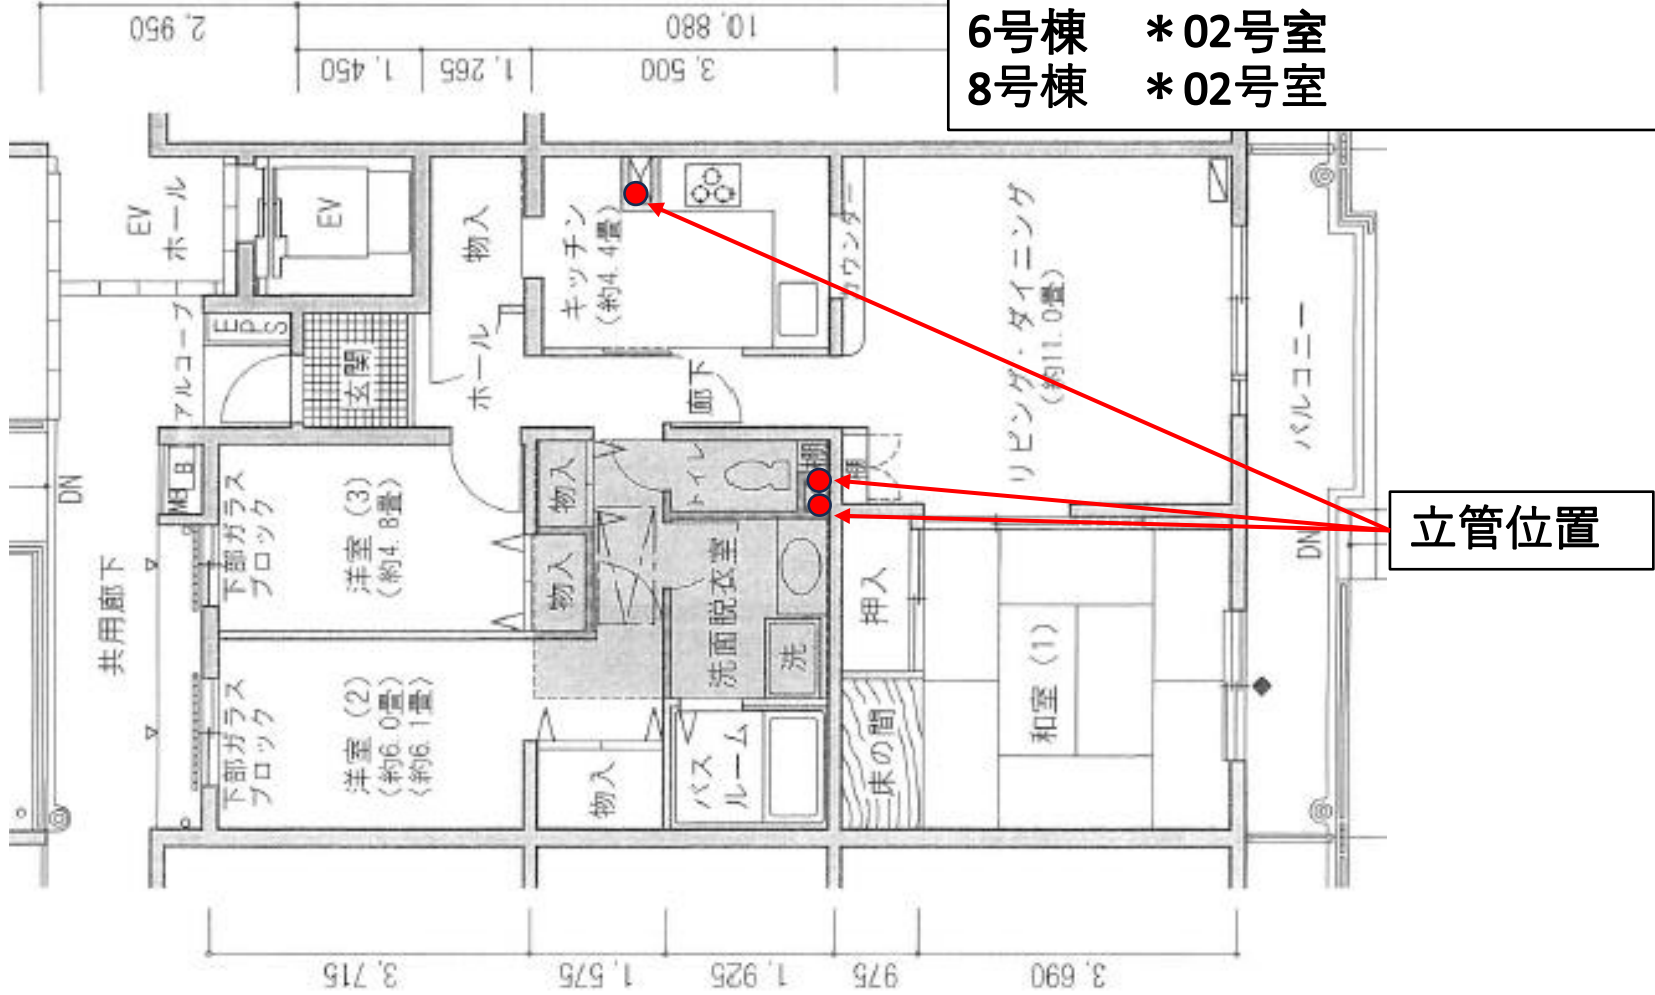 2,950
10,880
1,450
1,265
3,500
6号棟 ＊02号室
8号棟 ＊02号室
EV
ホール
EV
物入
キッチン
(約4.4畳)
カウンター
リビング・ダイニング
(約11.0畳)
バルコニー
アルコーブ
EPS
玄関
ホール
廊下
DN
MB
下部ガラス
ブロック
洋室 (3)
(約4.8畳)
物入
物入
トイレ
棚
棚
立管位置
DN
共用廊下
洗面脱衣室
洗
押入
和室 (1)
下部ガラス
ブロック
洋室 (2)
(約6.0畳)
(約6.1畳)
物入
バス
ルーム
床の間
3,715
1,575
1,925
975
3,690